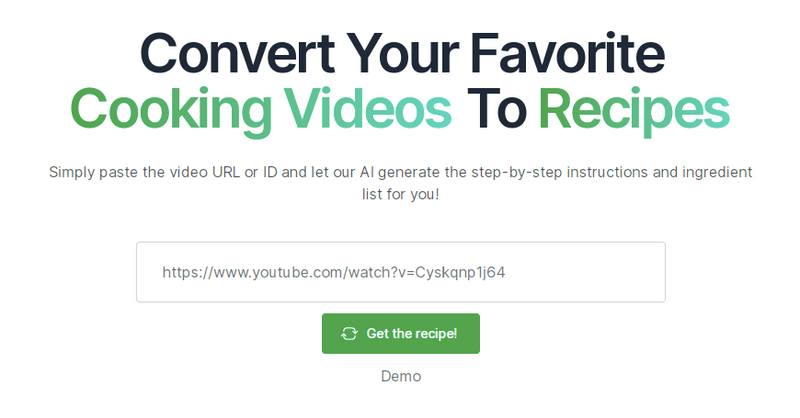 Convert Your Favorite
Cooking Videos To Recipes
Simply paste the video URL or ID and let our AI generate the step-by-step instructions and ingredient
list for you!
https://www.youtube.com/watch?v=Cyskqnp1j64
Get the recipe!
Demo